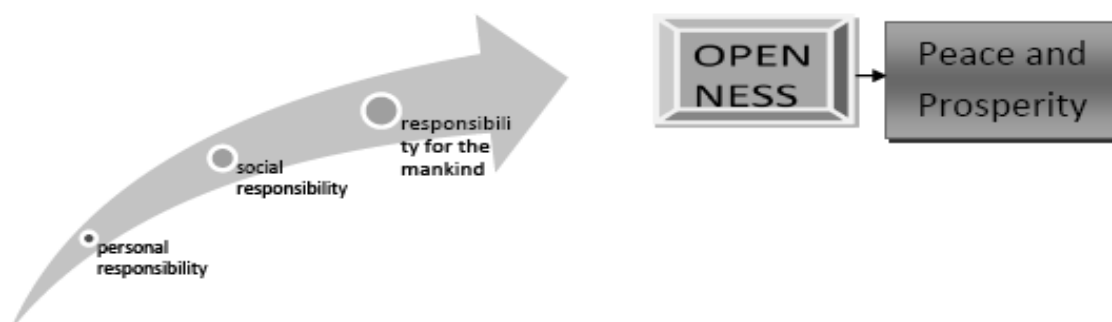 personal
responsibility
social
responsibility
responsibili
ty for the
mankind
OPEN
NESS
Peace and
Prosperity